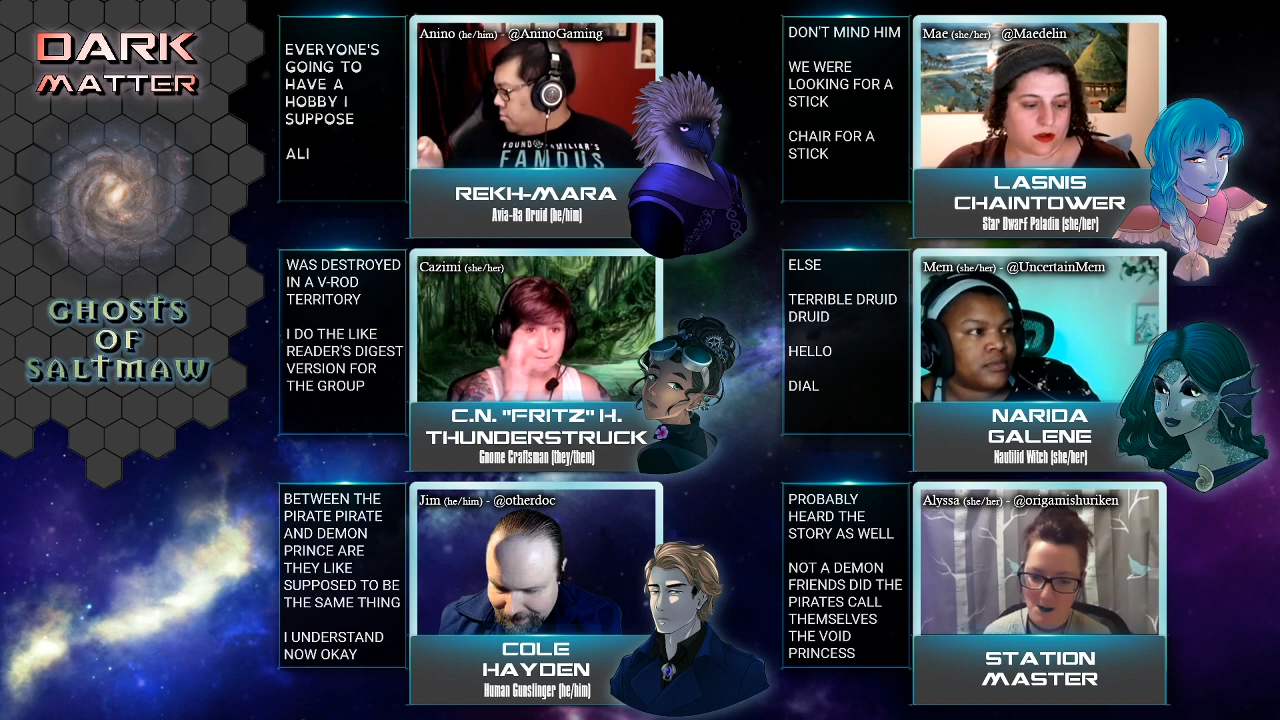 DARK
MATTER
GHOSTS
OF
SALTMAW
EVERYONE'S
GOING TO
HAVE A
HOBBY I
SUPPOSE
ALI
Anino (he/him) - @AninoGaming
FOUND FAMILIAR'S
FAMOUS
REKH-MARA
Avia-Ra Druid (he/him)
DON'T MIND HIM
WE WERE
LOOKING FOR A
STICK
CHAIR FOR A
STICK
Mae (she/her) - @Maedelin
LASNIS
CHAINTOWER
Star Dwarf Paladin (she/her)
WAS DESTROYED
IN A V-ROD
TERRITORY
I DO THE LIKE
READER'S DIGEST
VERSION FOR
THE GROUP
Cazimi (she/her)
C.N. "FRITZ" H.
THUNDERSTRUCK
Gnome Craftsman (they/them)
ELSE
TERRIBLE DRUID
DRUID
HELLO
DIAL
Mem (she/her) - @UncertainMem
NARIDA
GALENE
Nautilid Witch (she/her)
BETWEEN THE
PIRATE PIRATE
AND DEMON
PRINCE ARE
THEY LIKE
SUPPOSED TO BE
THE SAME THING
I UNDERSTAND
NOW OKAY
Jim (he/him) - @otherdoc
COLE
HAYDEN
Human Gunslinger (he/him)
PROBABLY
HEARD THE
STORY AS WELL
NOT A DEMON
FRIENDS DID THE
PIRATES CALL
THEMSELVES
THE VOID
PRINCESS
Alyssa (she/her) - @origamishuriken
STATION
MASTER